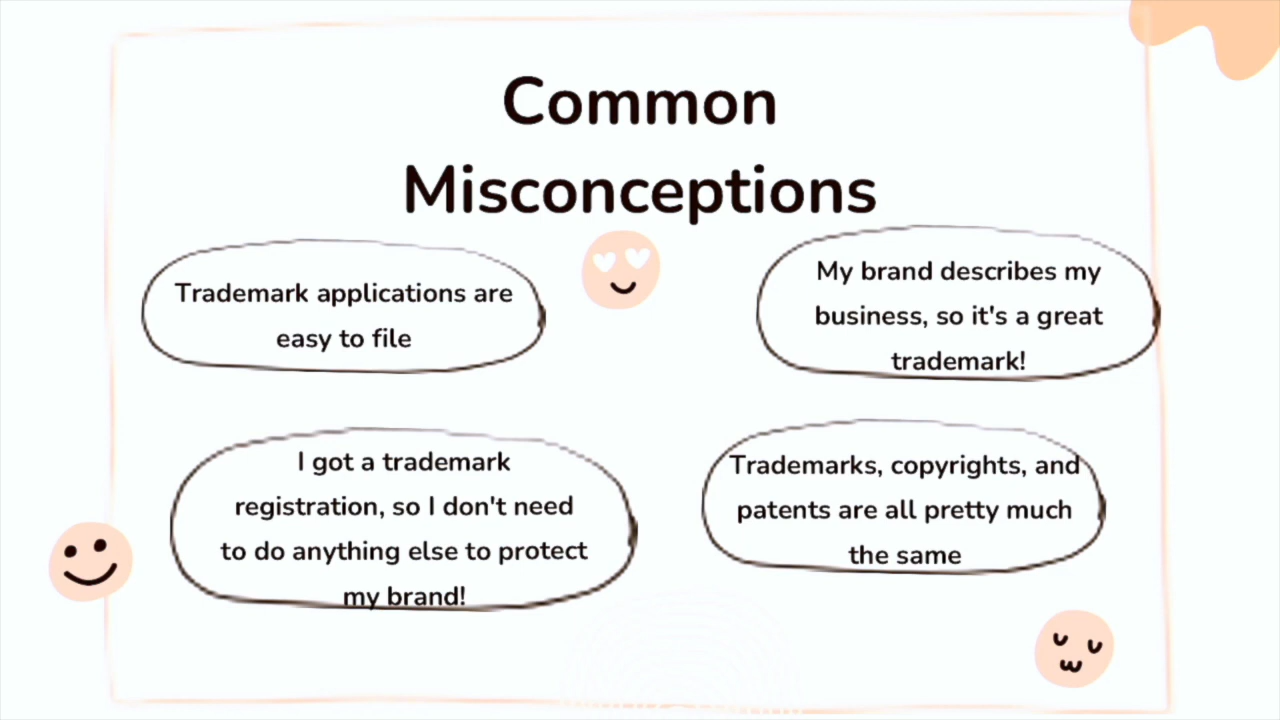 Common
Misconceptions
Trademark applications are
easy to file
My brand describes my
business, so it's a great
trademark!
I got a trademark
registration, so I don't need
to do anything else to protect
my brand!
Trademarks, copyrights, and
patents are all pretty much
the same